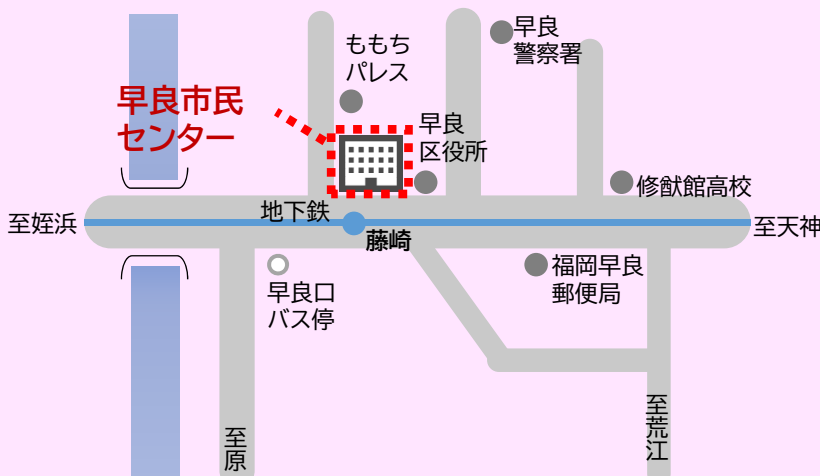 早良
警察署
ももち
パレス
早良市民
センター
早良
区役所
修猷館高校
地下鉄
至姪浜
至天神
藤崎
福岡早良
郵便局
早良口
バス停
至荒江
至原